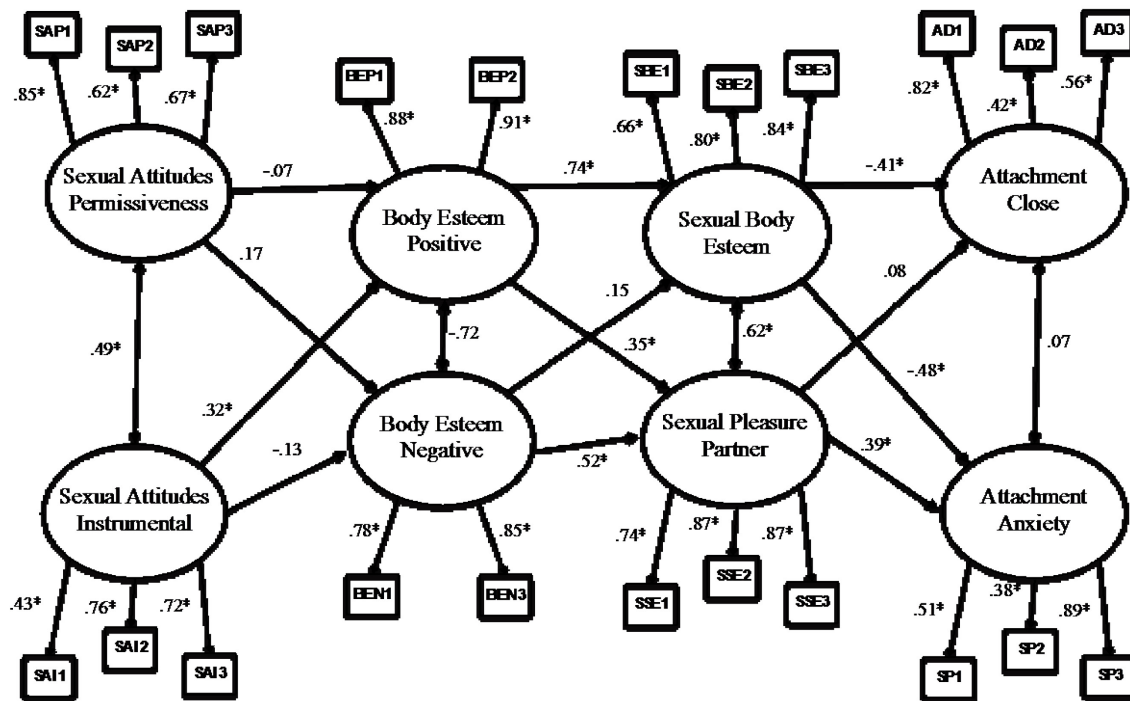 SAP1
SAP2
SAP3
.85*
.62*
.67*
Sexual Attitudes
Permissiveness
BEP1
BEP2
.88*
.91*
Body Esteem
Positive
SBE1
SBE2
SBE3
.66*
.80*
.84*
Sexual Body
Esteem
AD1
AD2
AD3
.82*
.42*
.56*
Attachment
Close
-.07
.74*
-.41*
.17
.15
.08
.49*
-.72
.62*
.07
.32*
.35*
-.48*
-.13
.52*
.39*
Sexual Attitudes
Instrumental
Body Esteem
Negative
Sexual Pleasure
Partner
Attachment
Anxiety
.43*
.76*
.72*
SAI1
SAI2
SAI3
.78*
.85*
BEN1
BEN3
.74*
.87*
.87*
SSE1
SSE2
SSE3
.51*
.38*
.89*
SP1
SP2
SP3